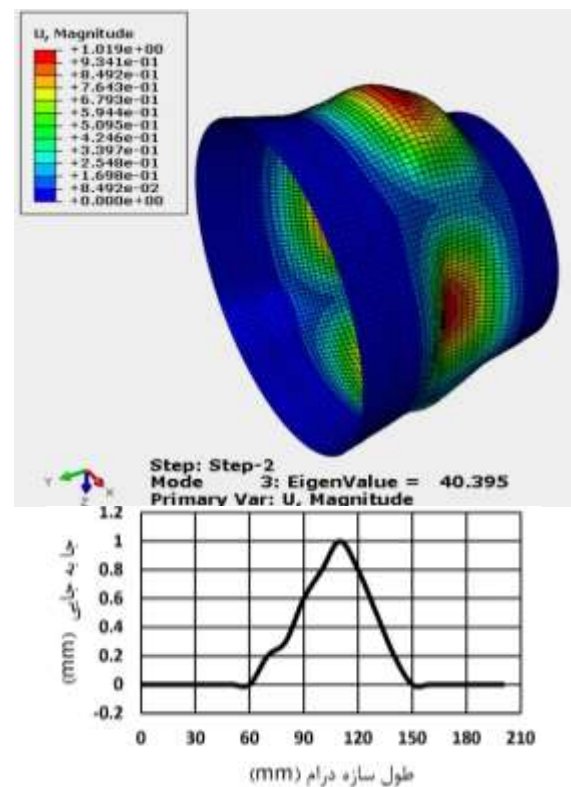 U, Magnitude
+1.019e+00
+9.341e-01
+8.492e-01
+7.643e-01
+6.793e-01
+5.944e-01
+5.095e-01
+4.246e-01
+3.397e-01
+2.548e-01
+1.698e-01
+8.492e-02
+0.000e+00
Y X
Z
Step: Step-2
Mode 3: EigenValue = 40.395
Primary Var: U, Magnitude
جا به جایی (mm)
1.2
1
0.8
0.6
0.4
0.2
0
-0.2
0 30 60 90 120 150 180 210
طول سازه درام (mm)